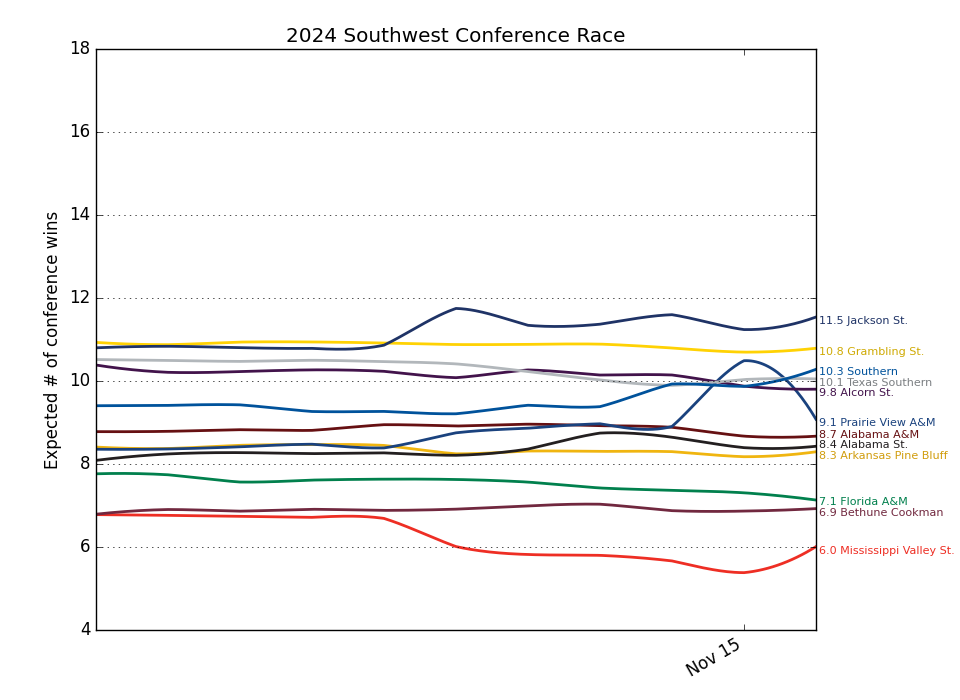 2024 Southwest Conference Race
Expected # of conference wins
18
16
14
12
10
8
6
4
Nov 15
11.5 Jackson St.
10.8 Grambling St.
10.3 Southern
10.1 Texas Southern
9.8 Alcorn St.
9.1 Prairie View A&M
8.7 Alabama A&M
8.4 Alabama St.
8.3 Arkansas Pine Bluff
7.1 Florida A&M
6.9 Bethune Cookman
6.0 Mississippi Valley St.